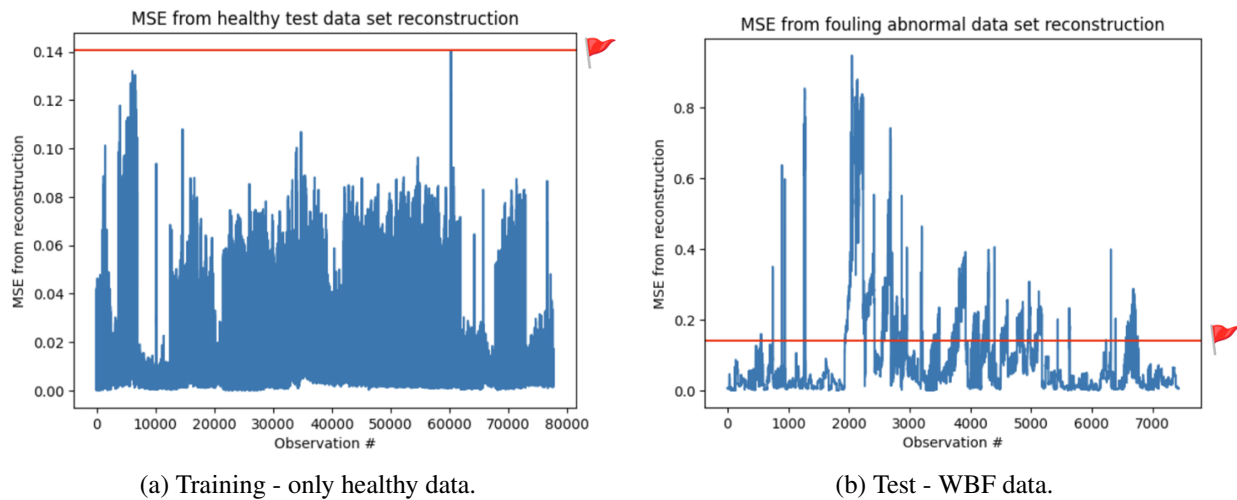 MSE from healthy test data set reconstruction
MSE from reconstruction
0.14
0.12
0.10
0.08
0.06
0.04
0.02
0.00
0 10000 20000 30000 40000 50000 60000 70000 80000
Observation #
(a) Training - only healthy data.
MSE from fouling abnormal data set reconstruction
MSE from reconstruction
0.8
0.6
0.4
0.2
0.0
0 1000 2000 3000 4000 5000 6000 7000
Observation #
(b) Test - WBF data.